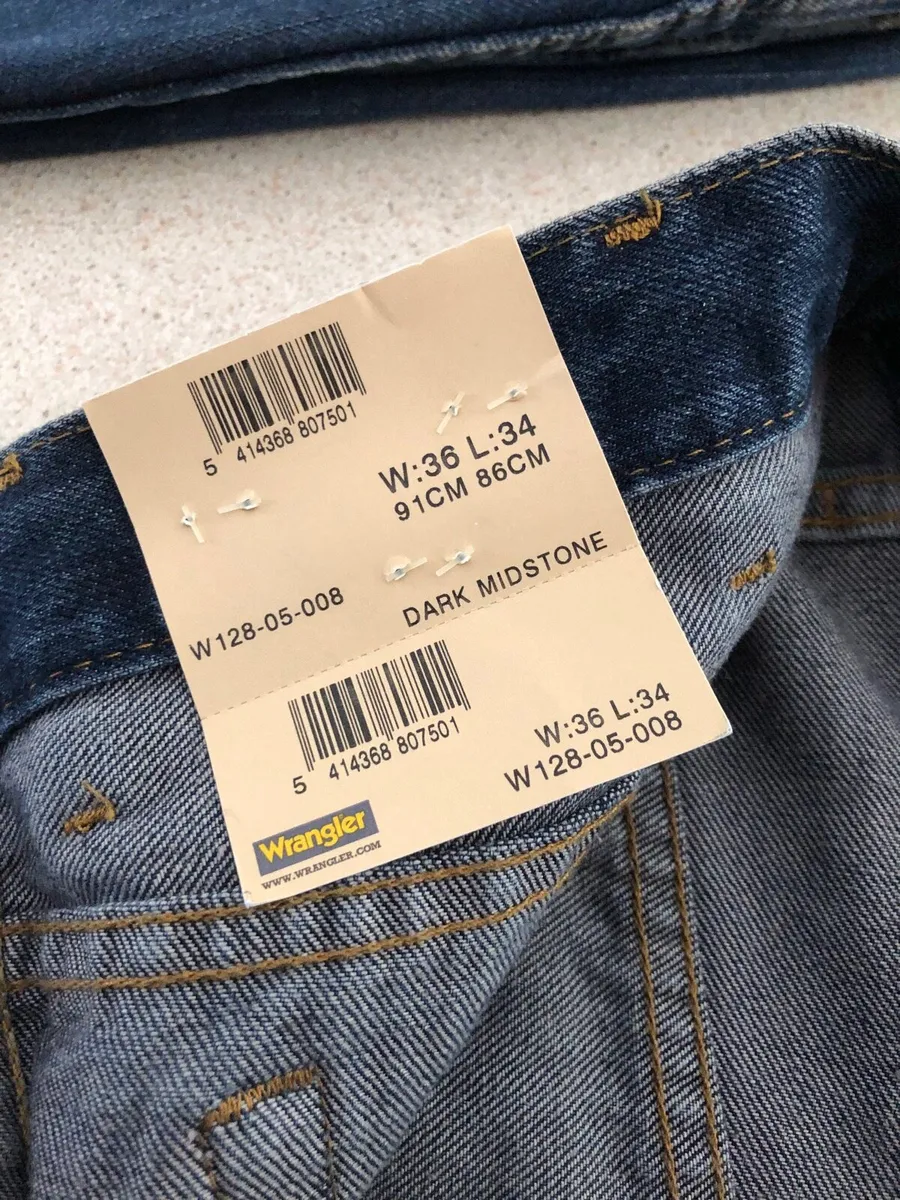 5 414368 807501
W:36 L:34
91CM 86CM
W128-05-008
DARK MIDSTONE
5 414368 807501
W:36 L:34
W128-05-008
Wrangler
WWW.WRANGLER.COM